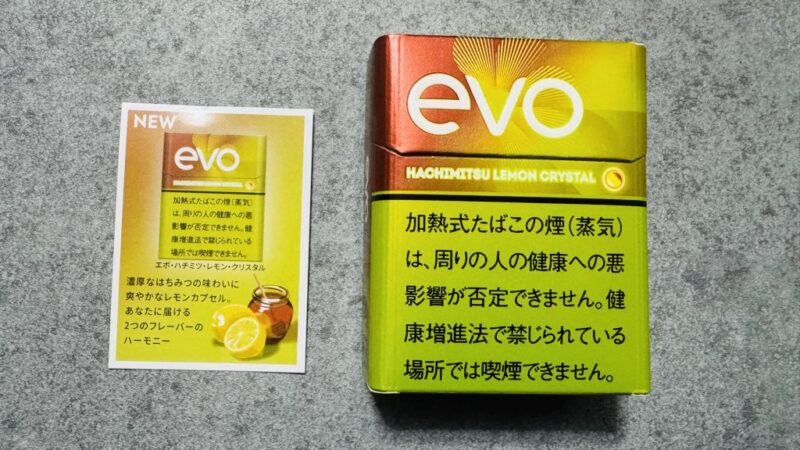 NEW
evo
HACHIMITSU LEMON CRYSTAL
加熱式たばこの煙(蒸気)
は、周りの人の健康への悪
影響が否定できません。健
康増進法で禁じられている
場所では喫煙できません。
エボ・ハチミツ・レモン・クリスタル
濃厚なはちみつの味わいに
爽やかなレモンカプセル。
あなたに届ける
2つのフレーバーの
ハーモニー
evo
HACHIMITSU LEMON CRYSTAL
加熱式たばこの煙(蒸気)
は、周りの人の健康への悪
影響が否定できません。健
康増進法で禁じられている
場所では喫煙できません。